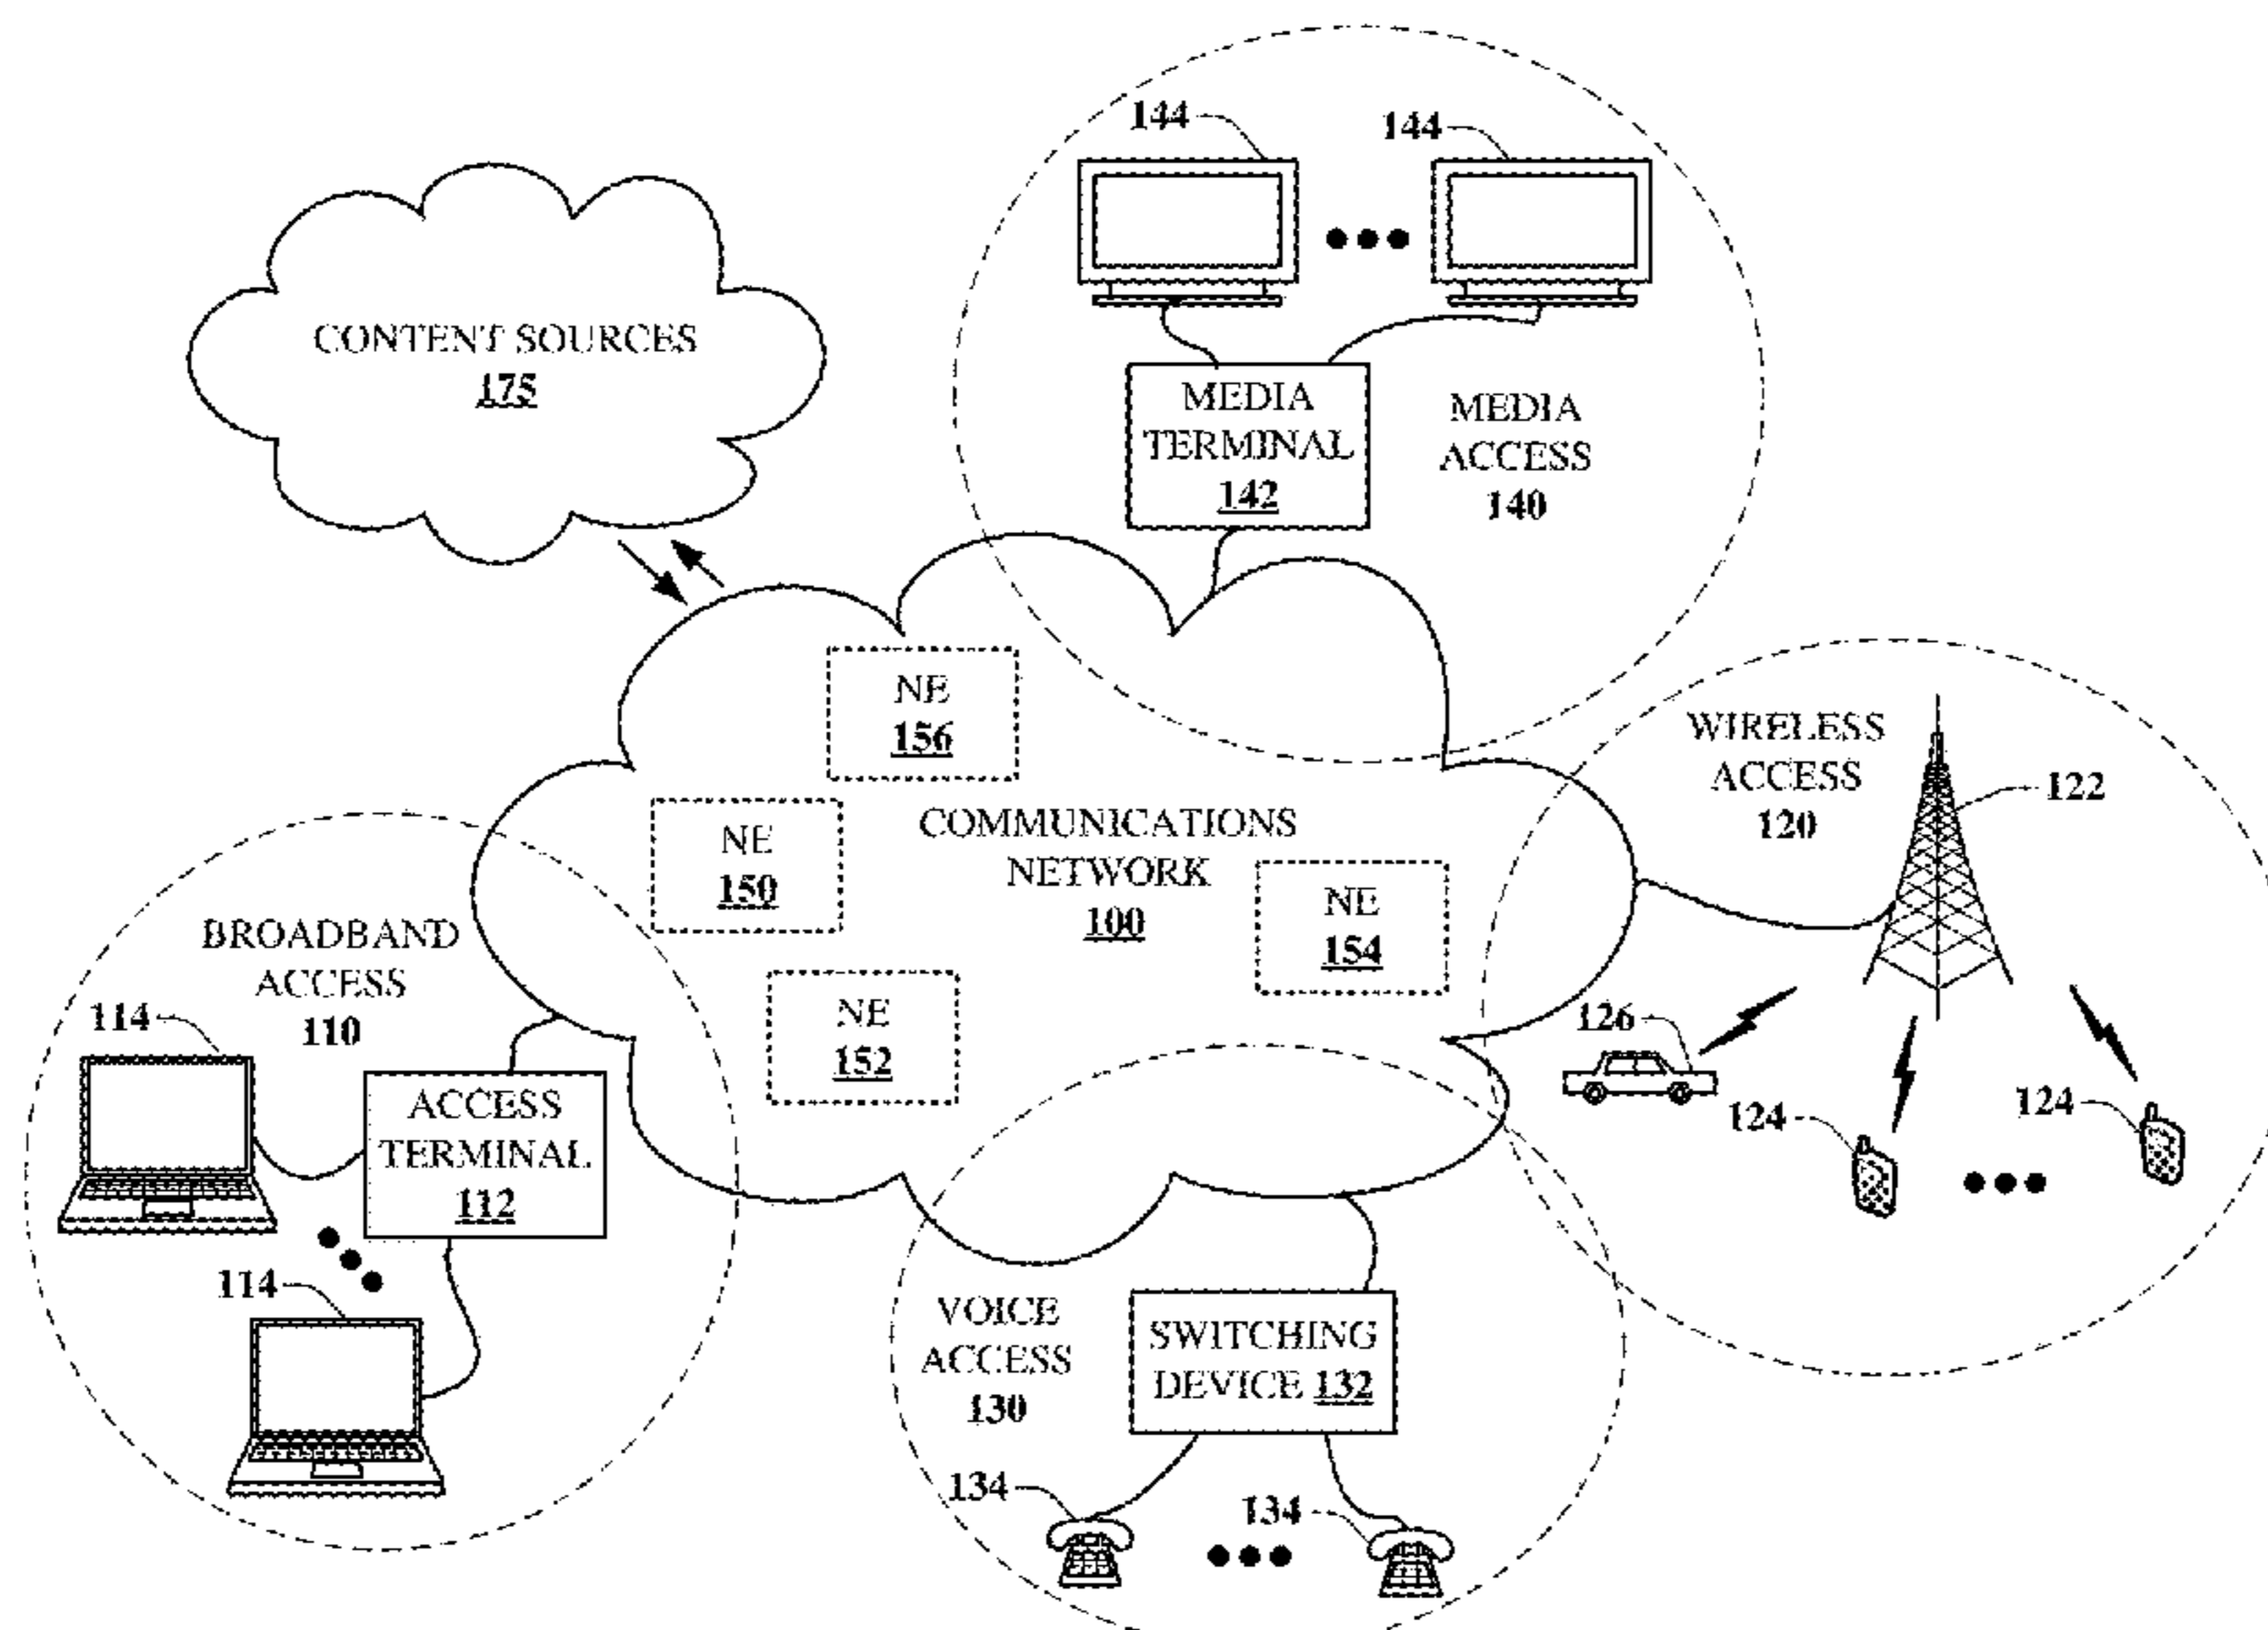 144
144
CONTENT SOURCES
175
MEDIA
TERMINAL
142
MEDIA
ACCESS
140
NE
156
WIRELESS
ACCESS
120
122
NE
150
COMMUNICATIONS
NETWORK
100
NE
154
BROADBAND
ACCESS
110
NE
152
114
ACCESS
TERMINAL
112
114
126
124
124
VOICE
ACCESS
130
SWITCHING
DEVICE 132
134
134